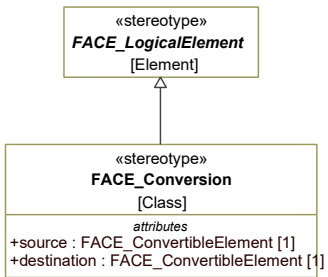 «stereotype»
FACE_LogicalElement
[Element]
«stereotype»
FACE_Conversion
[Class]
attributes
+source : FACE_ConvertibleElement [1]
+destination : FACE_ConvertibleElement [1]